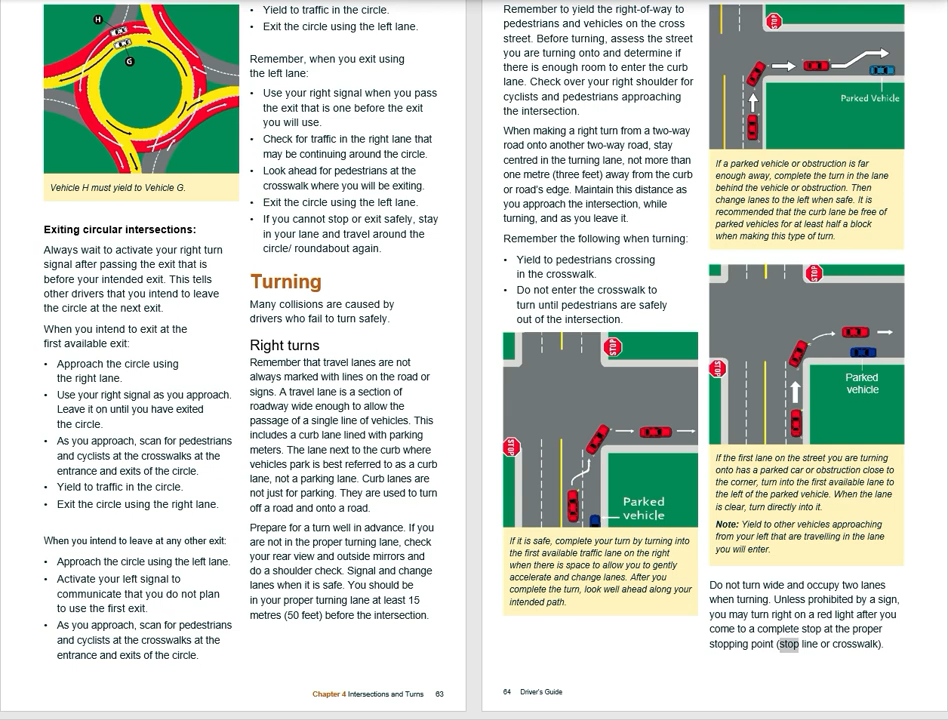 H
G
Vehicle H must yield to Vehicle G.
Exiting circular intersections:
Always wait to activate your right turn
signal after passing the exit that is
before your intended exit. This tells
other drivers that you intend to leave
the circle at the next exit.
When you intend to exit at the
first available exit:
• Approach the circle using
the right lane.
• Use your right signal as you approach.
Leave it on until you have exited
the circle.
• As you approach, scan for pedestrians
and cyclists at the crosswalks at the
entrance and exits of the circle.
• Yield to traffic in the circle.
• Exit the circle using the right lane.
When you intend to leave at any other exit:
• Approach the circle using the left lane.
• Activate your left signal to
communicate that you do not plan
to use the first exit.
• As you approach, scan for pedestrians
and cyclists at the crosswalks at the
entrance and exits of the circle.
• Yield to traffic in the circle.
• Exit the circle using the left lane.
Remember, when you exit using
the left lane:
• Use your right signal when you pass
the exit that is one before the exit
you will use.
• Check for traffic in the right lane that
may be continuing around the circle.
• Look ahead for pedestrians at the
crosswalk where you will be exiting.
• Exit the circle using the left lane.
• If you cannot stop or exit safely, stay
in your lane and travel around the
circle/ roundabout again.
Turning
Many collisions are caused by
drivers who fail to turn safely.
Right turns
Remember that travel lanes are not
always marked with lines on the road or
signs. A travel lane is a section of
roadway wide enough to allow the
passage of a single line of vehicles. This
includes a curb lane lined with parking
meters. The lane next to the curb where
vehicles park is best referred to as a curb
lane, not a parking lane. Curb lanes are
not just for parking. They are used to turn
off a road and onto a road.
Prepare for a turn well in advance. If you
are not in the proper turning lane, check
your rear view and outside mirrors and
do a shoulder check. Signal and change
lanes when it is safe. You should be
in your proper turning lane at least 15
metres (50 feet) before the intersection.
Chapter 4 Intersections and Turns 63
Remember to yield the right-of-way to
pedestrians and vehicles on the cross
street. Before turning, assess the street
you are turning onto and determine if
there is enough room to enter the curb
lane. Check over your right shoulder for
cyclists and pedestrians approaching
the intersection.
When making a right turn from a two-way
road onto another two-way road, stay
centred in the turning lane, not more than
one metre (three feet) away from the curb
or road's edge. Maintain this distance as
you approach the intersection, while
turning, and as you leave it.
Remember the following when turning:
• Yield to pedestrians crossing
in the crosswalk.
• Do not enter the crosswalk to
turn until pedestrians are safely
out of the intersection.
STOP
STOP
Parked
vehicle
If it is safe, complete your turn by turning into
the first available traffic lane on the right
when there is space to allow you to gently
accelerate and change lanes. After you
complete the turn, look well ahead along your
intended path.
STOP
Parked Vehicle
If a parked vehicle or obstruction is far
enough away, complete the turn in the lane
behind the vehicle or obstruction. Then
change lanes to the left when safe. It is
recommended that the curb lane be free of
parked vehicles for at least half a block
when making this type of turn.
STOP
STOP
Parked
vehicle
If the first lane on the street you are turning
onto has a parked car or obstruction close to
the corner, turn into the first available lane to
the left of the parked vehicle. When the lane
is clear, turn directly into it.
Note: Yield to other vehicles approaching
from your left that are travelling in the lane
you will enter.
Do not turn wide and occupy two lanes
when turning. Unless prohibited by a sign,
you may turn right on a red light after you
come to a complete stop at the proper
stopping point (stop line or crosswalk).
64 Driver's Guide